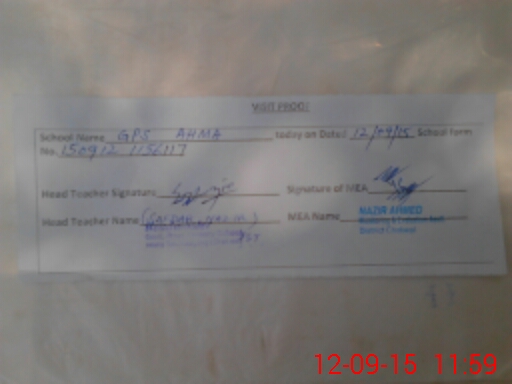 VISIT PROOF
School Name GPS AHMA today on Dated 12/09/15 School form
No. 150912 1156117
Head Teacher Signature Signature of MEA
Head Teacher Name MEA Name NAZIR AHMED
12-09-15 11:59